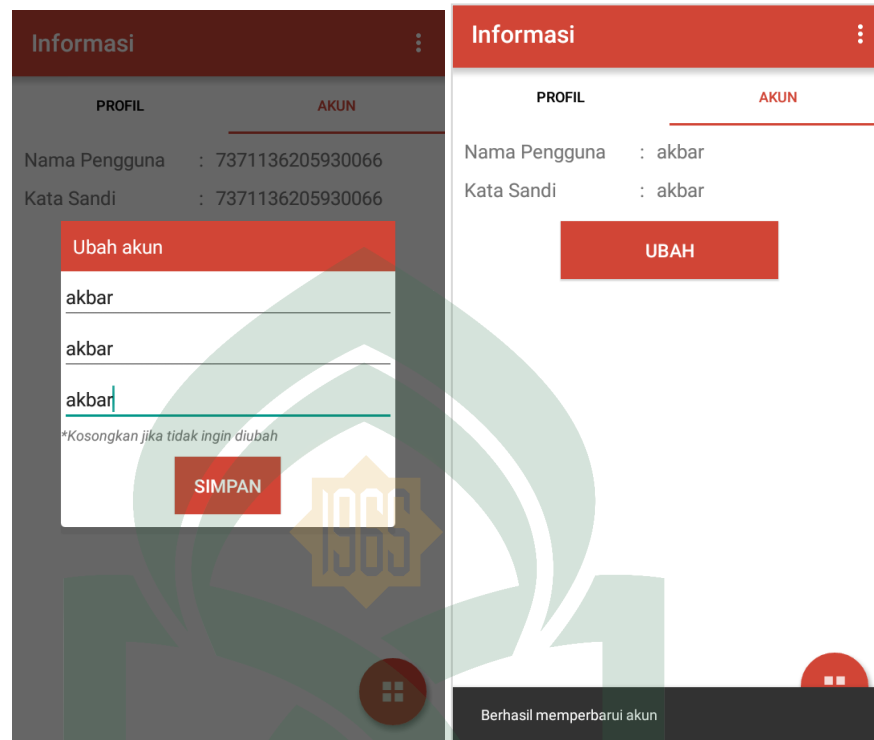 Informasi
PROFIL AKUN
Nama Pengguna : 7371136205930066
Kata Sandi : 7371136205930066
Ubah akun
akbar
akbar
akbar
*Kosongkan jika tidak ingin diubah
SIMPAN
1965
Informasi
PROFIL AKUN
Nama Pengguna : akbar
Kata Sandi : akbar
UBAH
Berhasil memperbarui akun